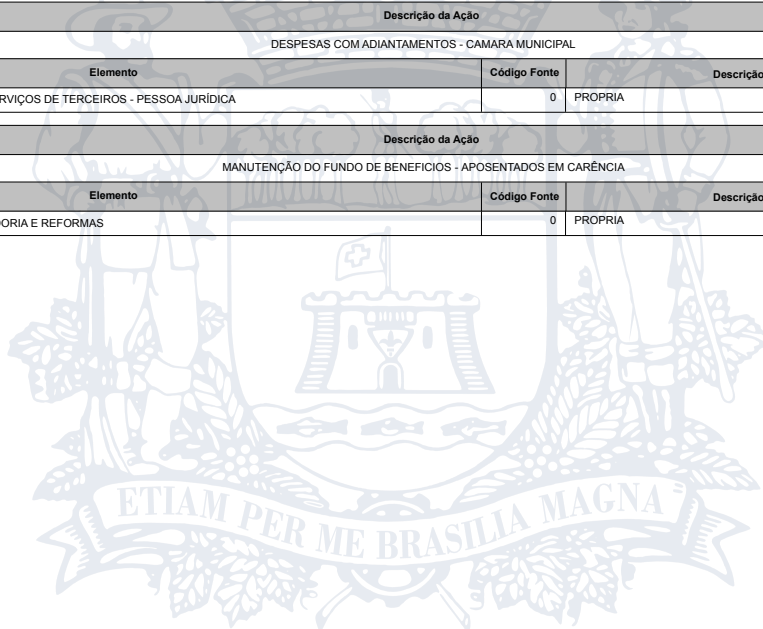 Descrição da Ação
DESPESAS COM ADIANTAMENTOS - CAMARA MUNICIPAL
Elemento Código Fonte Descrição
RVIÇOS DE TERCEIROS - PESSOA JURÍDICA 0 PROPRIA
Descrição da Ação
MANUTENÇÃO DO FUNDO DE BENEFICIOS - APOSENTADOS EM CARÊNCIA
Elemento Código Fonte Descrição
DORIA E REFORMAS 0 PROPRIA
ETIAM PER ME BRASILIA MAGNA